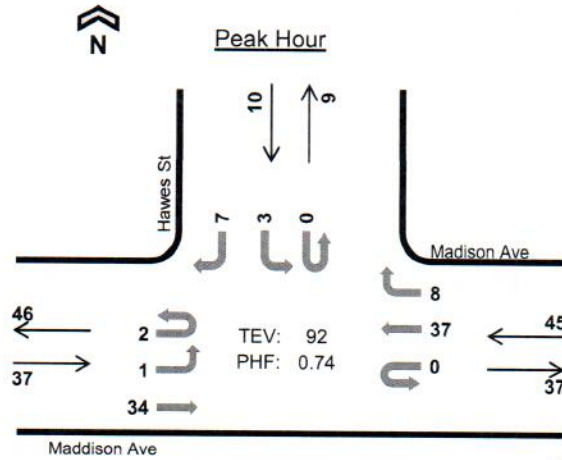 N
Peak Hour
10
9
Hawes St
7
3
0
Madison Ave
8
46
2
TEV: 92
37
45
37
1
PHF: 0.74
0
37
34
Maddison Ave